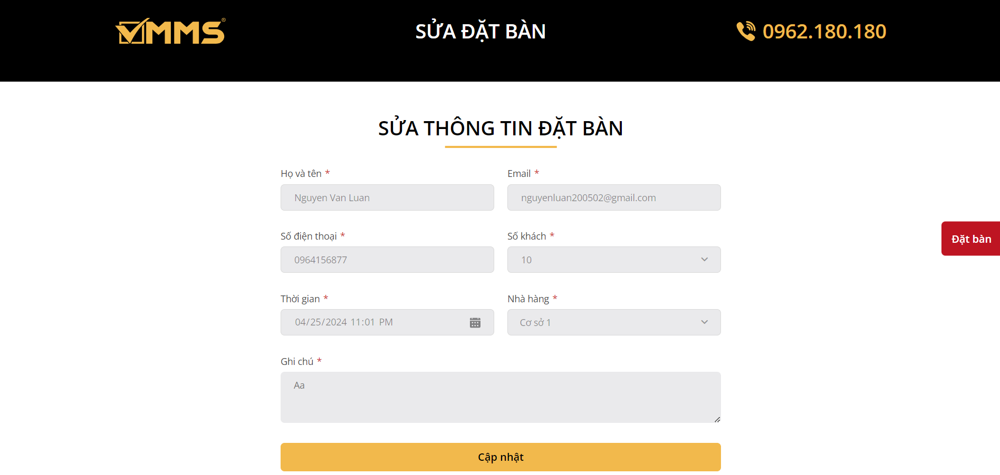 VMMS®
SỬA ĐẶT BÀN
0962.180.180
SỬA THÔNG TIN ĐẶT BÀN
Họ và tên *
Email *
Nguyen Van Luan
nguyenluan200502@gmail.com
Số điện thoại *
Số khách *
0964156877
10
Đặt bàn
Thời gian *
Nhà hàng *
04/25/2024 11:01 PM
Cơ sở 1
Ghi chú *
Aa
Cập nhật